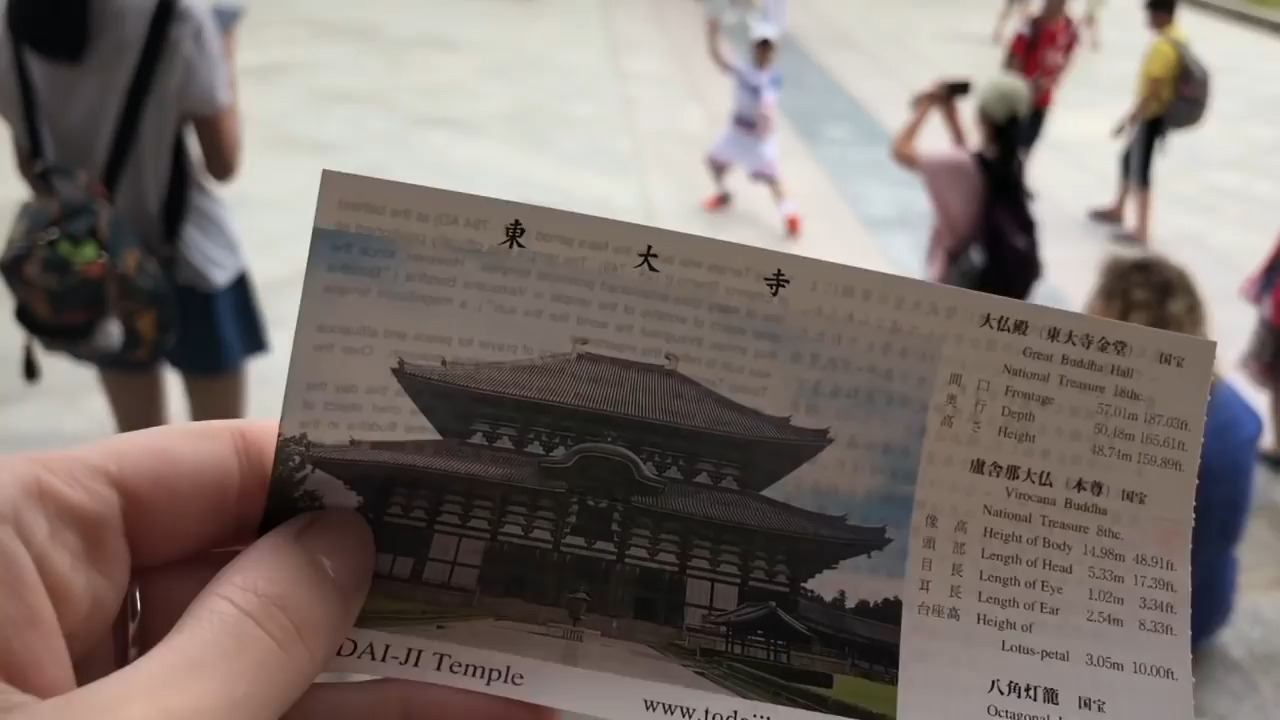 東 大 寺
DAI-JI Temple
www.todaiji
大仏殿（東大寺金堂） 国宝
Great Buddha Hall
National Treasure 18thc.
間口 Frontage 57.01m 187.03ft.
奥行 Depth 50.48m 165.61ft.
高さ Height 48.74m 159.89ft.
盧舎那大仏（本尊） 国宝
Virocana Buddha
National Treasure 8thc.
像高 Height of Body 14.98m 48.91ft.
頭部 Length of Head 5.33m 17.39ft.
目長 Length of Eye 1.02m 3.34ft.
耳長 Length of Ear 2.54m 8.33ft.
台座高 Height of
Lotus-petal 3.05m 10.00ft.
八角灯籠 国宝
Octagonal